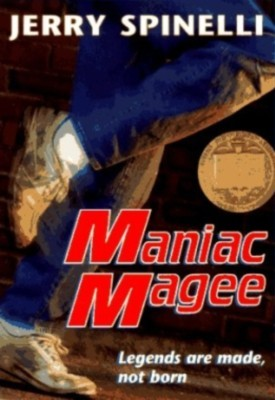 JERRY SPINELLI
Maniac
Magee
Legends are made,
not born